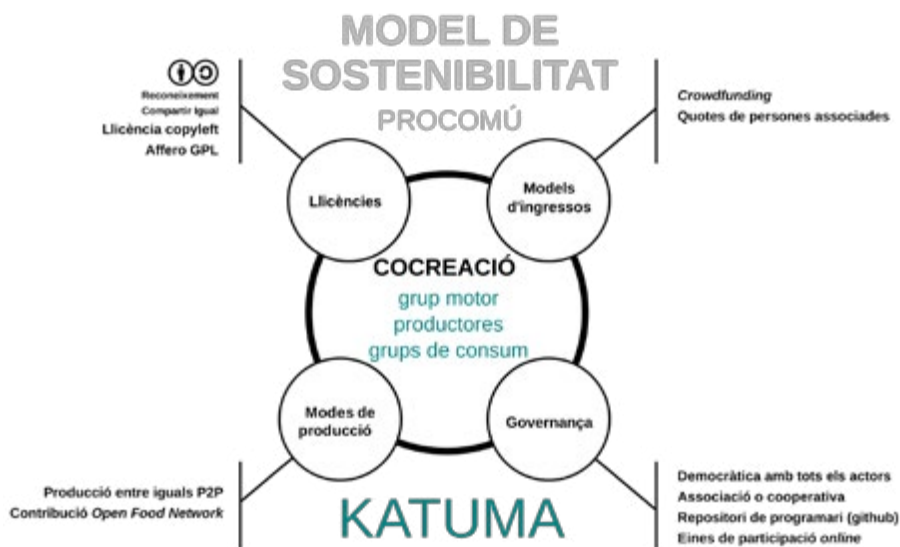 MODEL DE
SOSTENIBILITAT
PROCOMÚ
Reconeixement
Compartir Igual
Llicència copyleft
Affero GPL
Crowdfunding
Quotes de persones associades
Llicències
Models
d'ingressos
COCREACIÓ
grup motor
productores
grups de consum
Modes de
producció
Governança
Producció entre iguals P2P
Contribució Open Food Network
KATUMA
Democràtica amb tots els actors
Associació o cooperativa
Repositori de programari (github)
Eines de participació online